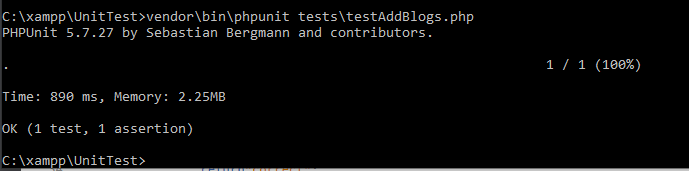 C:\xampp\UnitTest>vendor\bin\phpunit tests\testAddBlogs.php
PHPUnit 5.7.27 by Sebastian Bergmann and contributors.
. 1 / 1 (100%)
Time: 890 ms, Memory: 2.25MB
OK (1 test, 1 assertion)
C:\xampp\UnitTest>